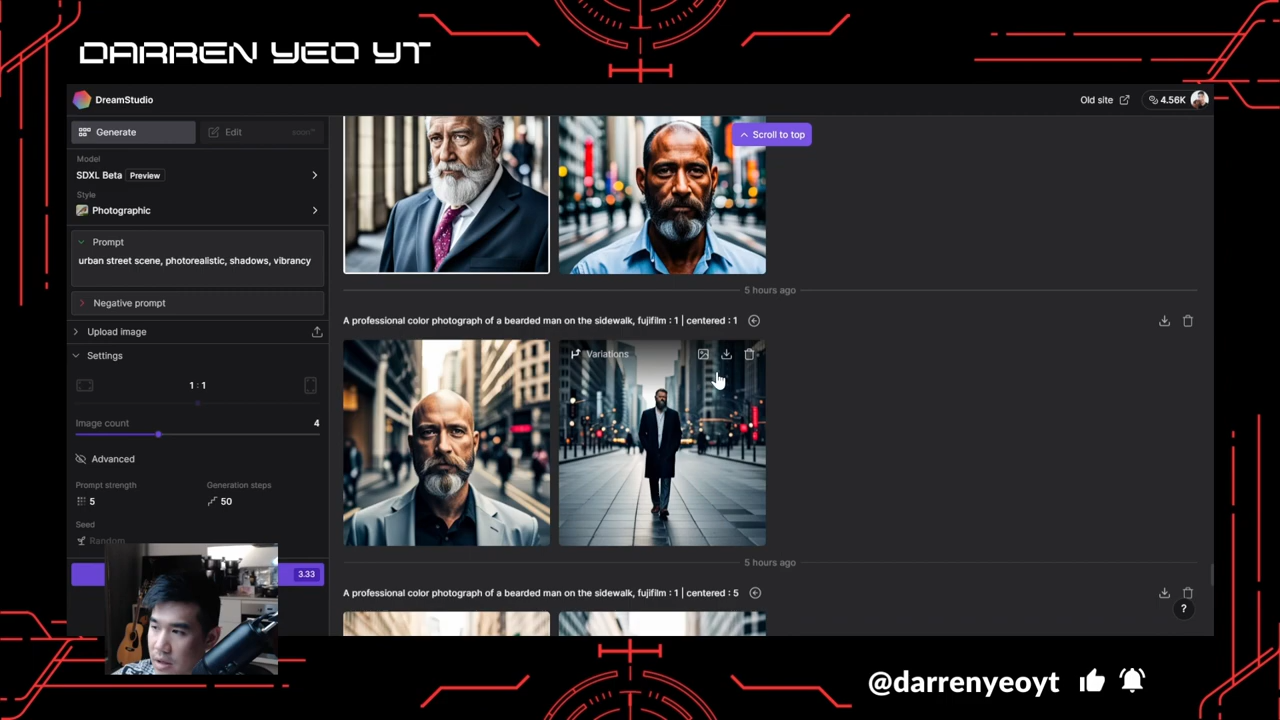 DARREN YEO YT
DreamStudio
Old site
4.56K
Generate
Edit
soon™
Scroll to top
Model
SDXL Beta Preview
Style
Photographic
Prompt
urban street scene, photorealistic, shadows, vibrancy
Negative prompt
Upload image
Settings
1 : 1
Image count
4
Advanced
Prompt strength
Generation steps
5
50
Seed
Random
3.33
5 hours ago
A professional color photograph of a bearded man on the sidewalk, fujifilm : 1 | centered : 1
Variations
5 hours ago
A professional color photograph of a bearded man on the sidewalk, fujifilm : 1 | centered : 5
?
@darrenyeoyt